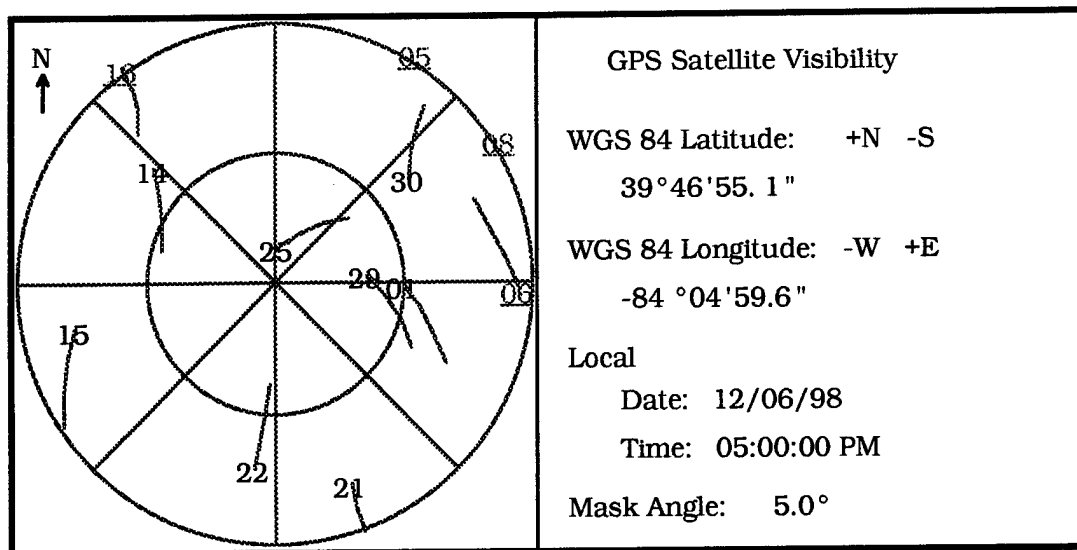 N
05
08
14
30
25
01
06
15
22
21
GPS Satellite Visibility
WGS 84 Latitude: +N -S
39°46'55. 1"
WGS 84 Longitude: -W +E
-84 °04'59.6"
Local
Date: 12/06/98
Time: 05:00:00 PM
Mask Angle: 5.0°